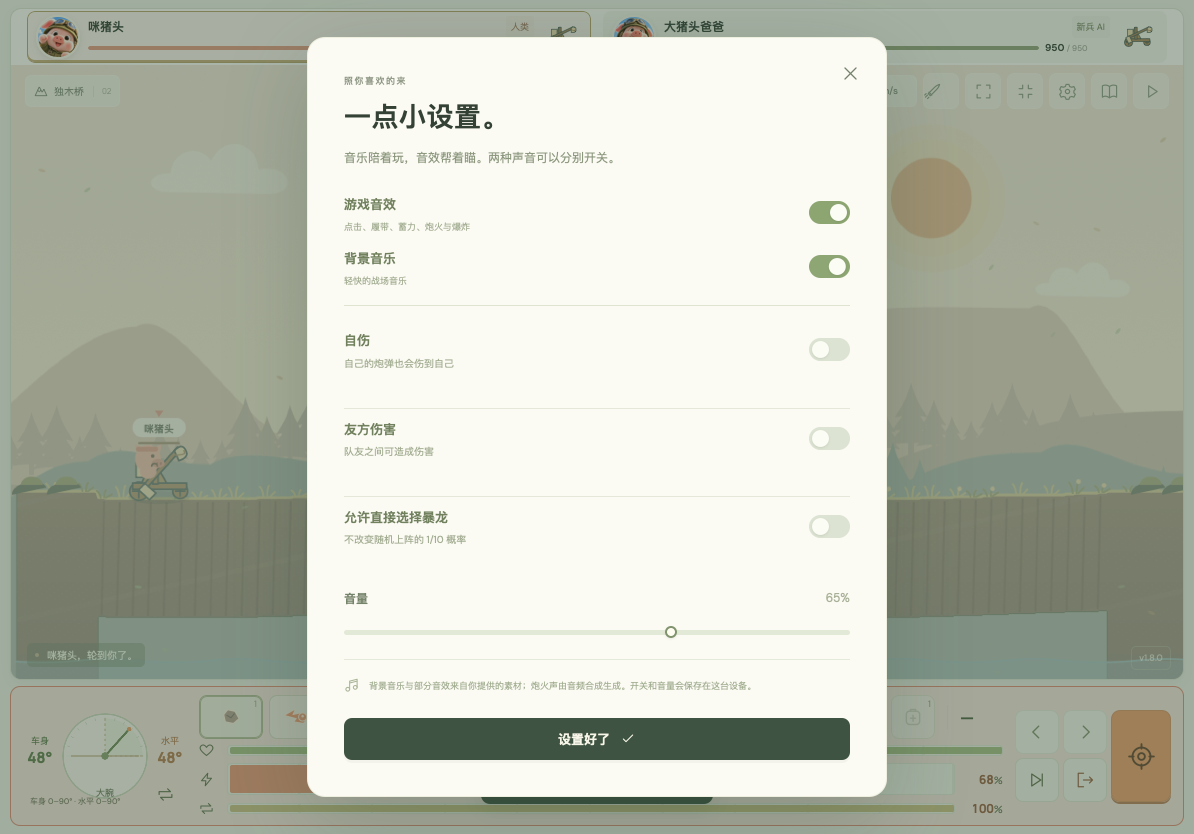 咪猪头
人类
大猪头爸爸
新兵 AI
950 / 950
独木桥 02
照你喜欢的来
一点小设置。
音乐陪着玩，音效帮着瞄。两种声音可以分别开关。
游戏音效
点击、履带、蓄力、炮火与爆炸
背景音乐
轻快的战场音乐
自伤
自己的炮弹也会伤到自己
友方伤害
队友之间可造成伤害
允许直接选择暴龙
不改变随机上阵的 1/10 概率
音量
65%
背景音乐与部分音效来自你提供的素材；炮火声由音频合成生成。开关和音量会保存在这台设备。
设置好了
咪猪头
咪猪头，轮到你了。
v1.8.0
车身
48°
水平
48°
大腕
车身 0–90° · 水平 0–90°
1
1
68%
100%